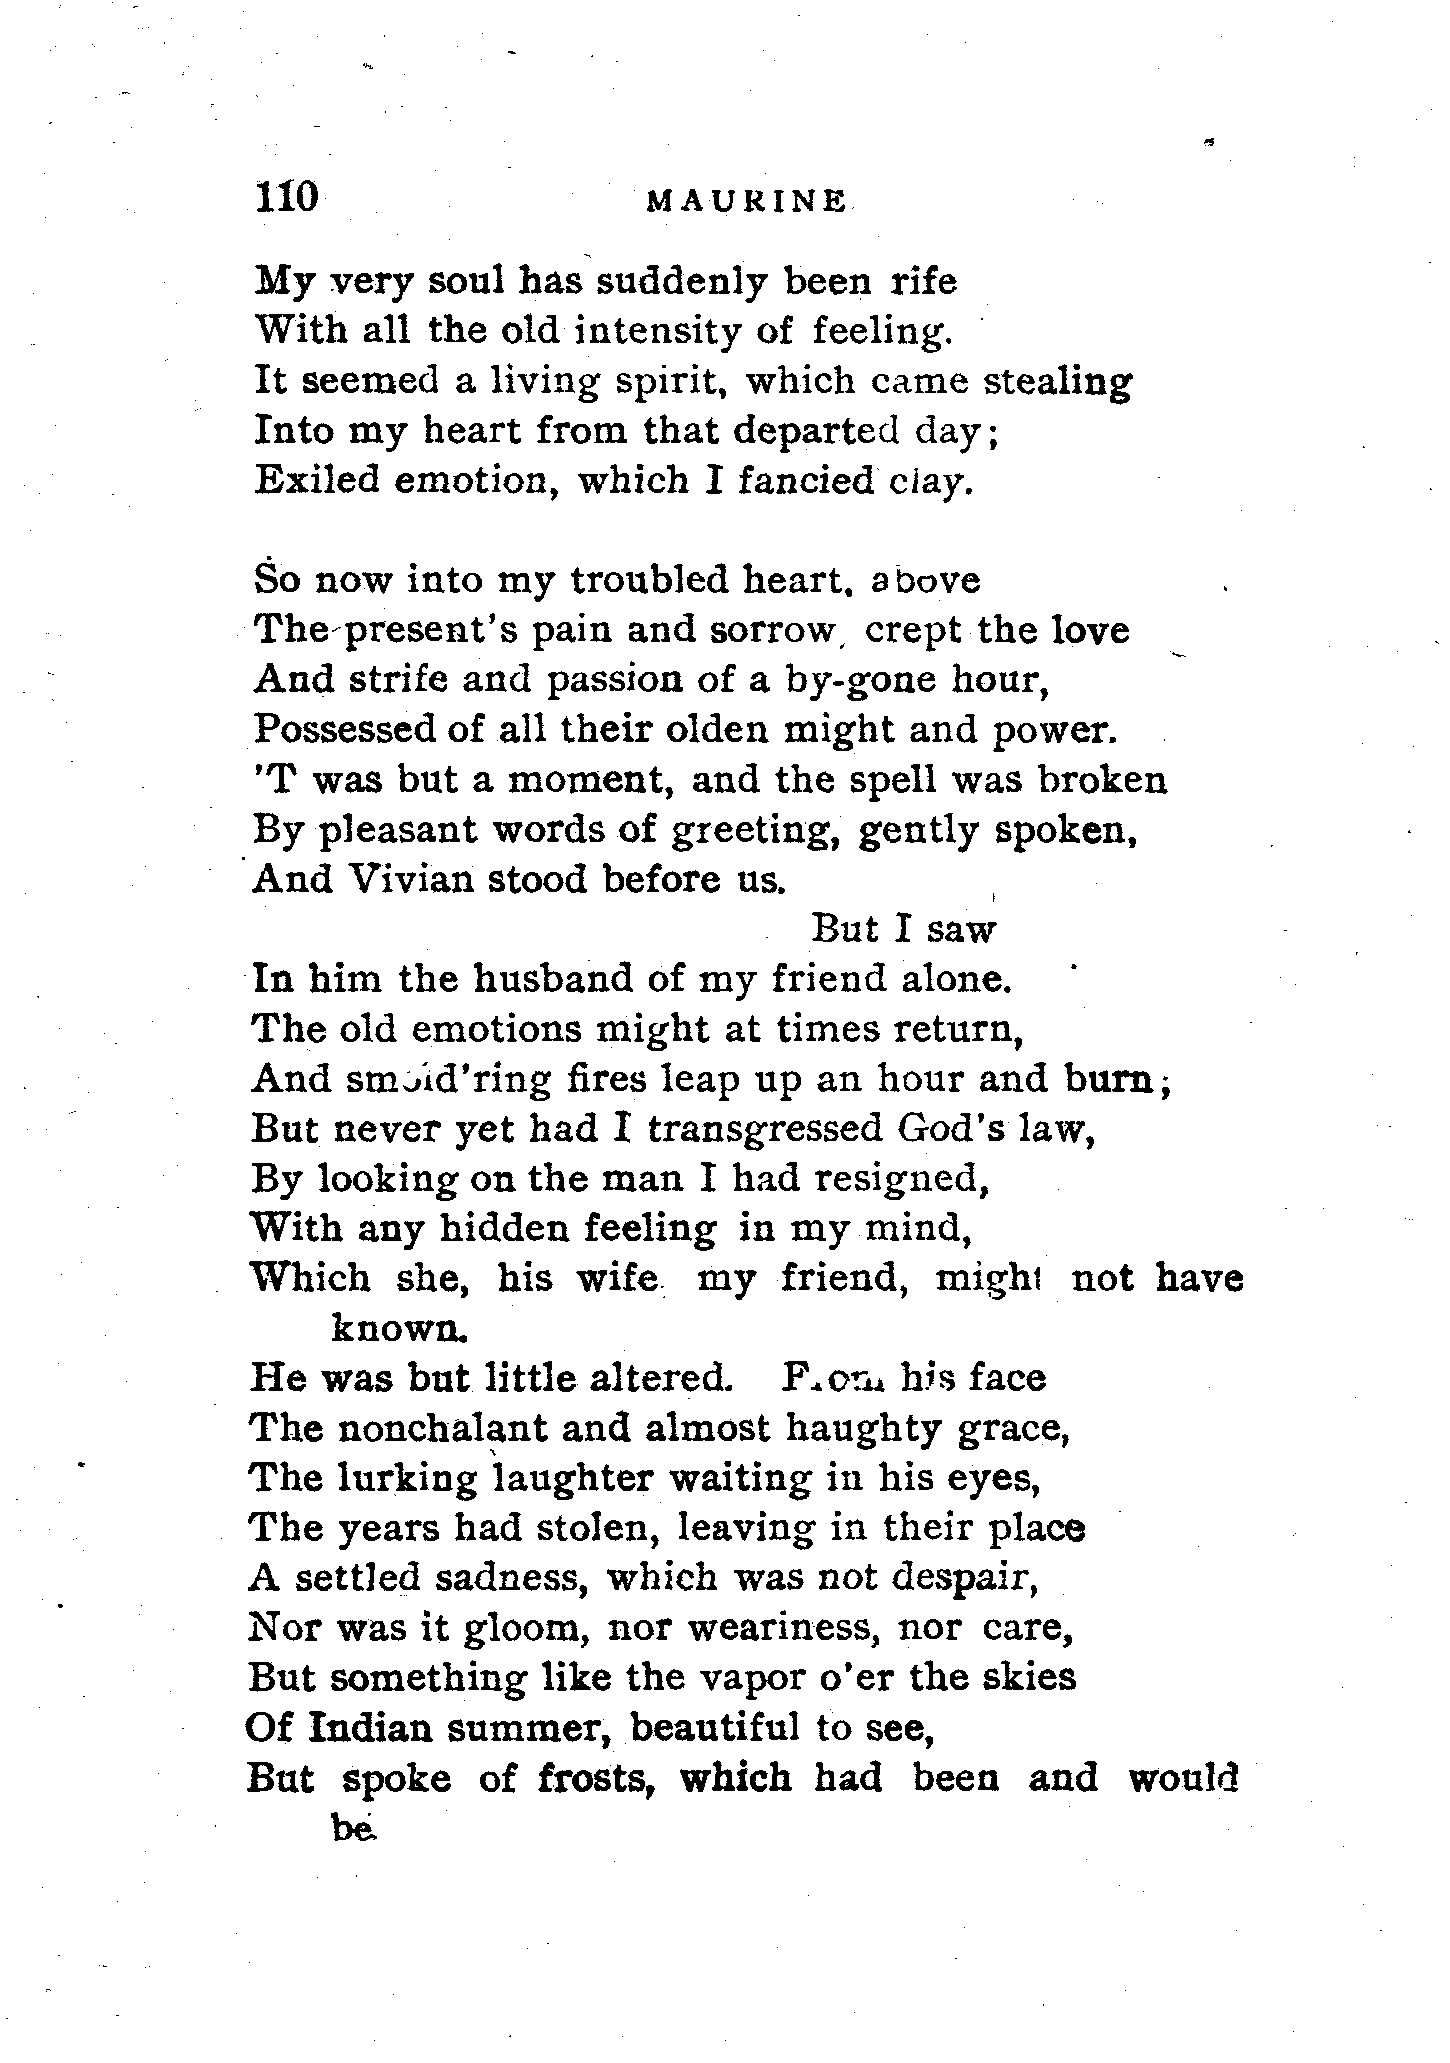 110 MAURINE
My very soul has suddenly been rife
With all the old intensity of feeling.
It seemed a living spirit, which came stealing
Into my heart from that departed day;
Exiled emotion, which I fancied clay.
So now into my troubled heart, above
The present's pain and sorrow, crept the love
And strife and passion of a by-gone hour,
Possessed of all their olden might and power.
'T was but a moment, and the spell was broken
By pleasant words of greeting, gently spoken,
And Vivian stood before us.
But I saw
In him the husband of my friend alone.
The old emotions might at times return,
And smold'ring fires leap up an hour and burn;
But never yet had I transgressed God's law,
By looking on the man I had resigned,
With any hidden feeling in my mind,
Which she, his wife, my friend, might not have
known.
He was but little altered. From his face
The nonchalant and almost haughty grace,
The lurking laughter waiting in his eyes,
The years had stolen, leaving in their place
A settled sadness, which was not despair,
Nor was it gloom, nor weariness, nor care,
But something like the vapor o'er the skies
Of Indian summer, beautiful to see,
But spoke of frosts, which had been and would
be.